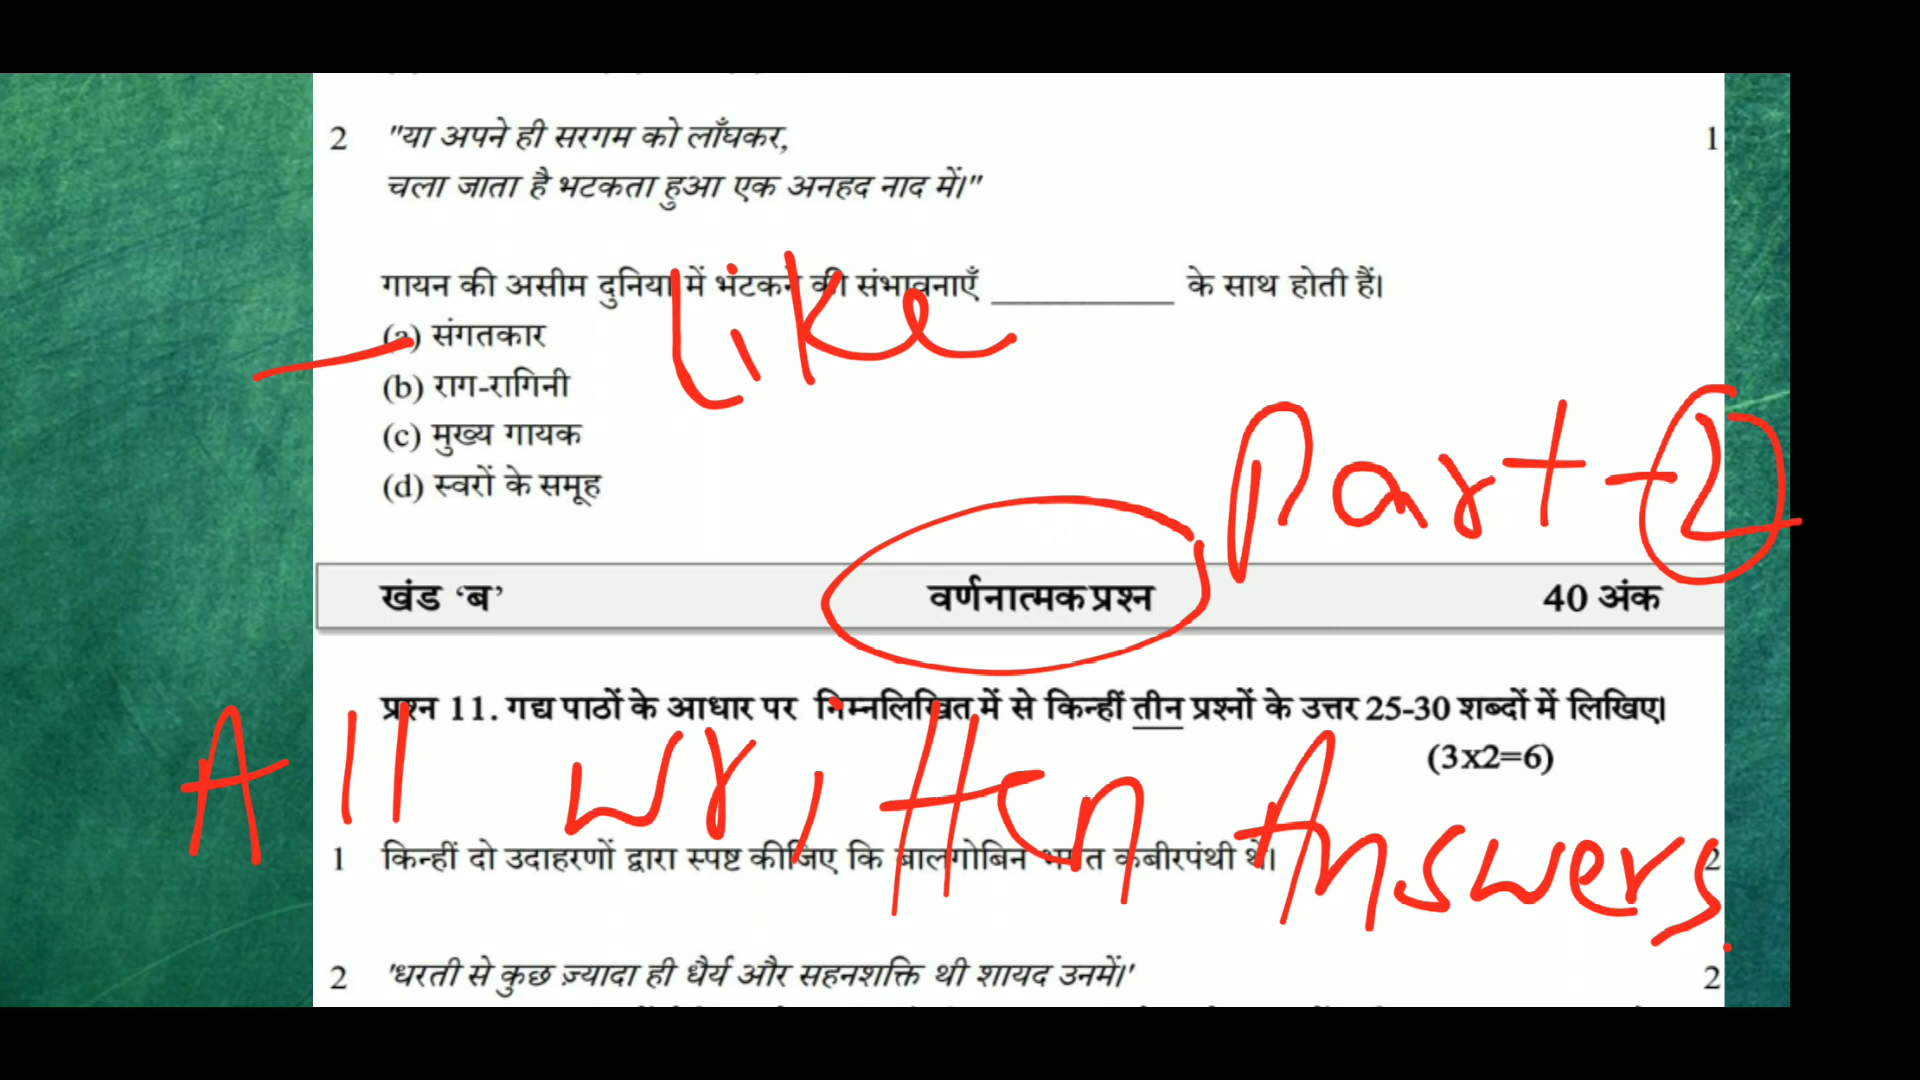 2 "या अपने ही सरगम को लाँघकर, 1
चला जाता है भटकता हुआ एक अनहद नाद में।"
गायन की असीम दुनिया में भटकने की संभावनाएँ __________ के साथ होती हैं।
(a) संगतकार
Like
(b) राग-रागिनी
(c) मुख्य गायक
(d) स्वरों के समूह
Part-2
खंड ‘ब’ वर्णनात्मक प्रश्न 40 अंक
प्रश्न 11. गद्य पाठों के आधार पर निम्नलिखित में से किन्हीं तीन प्रश्नों के उत्तर 25-30 शब्दों में लिखिए।
(3x2=6)
All written Answers.
1 किन्हीं दो उदाहरणों द्वारा स्पष्ट कीजिए कि बालगोबिन भगत कबीरपंथी थे। 2
2 'धरती से कुछ ज़्यादा ही धैर्य और सहनशक्ति थी शायद उनमें।' 2